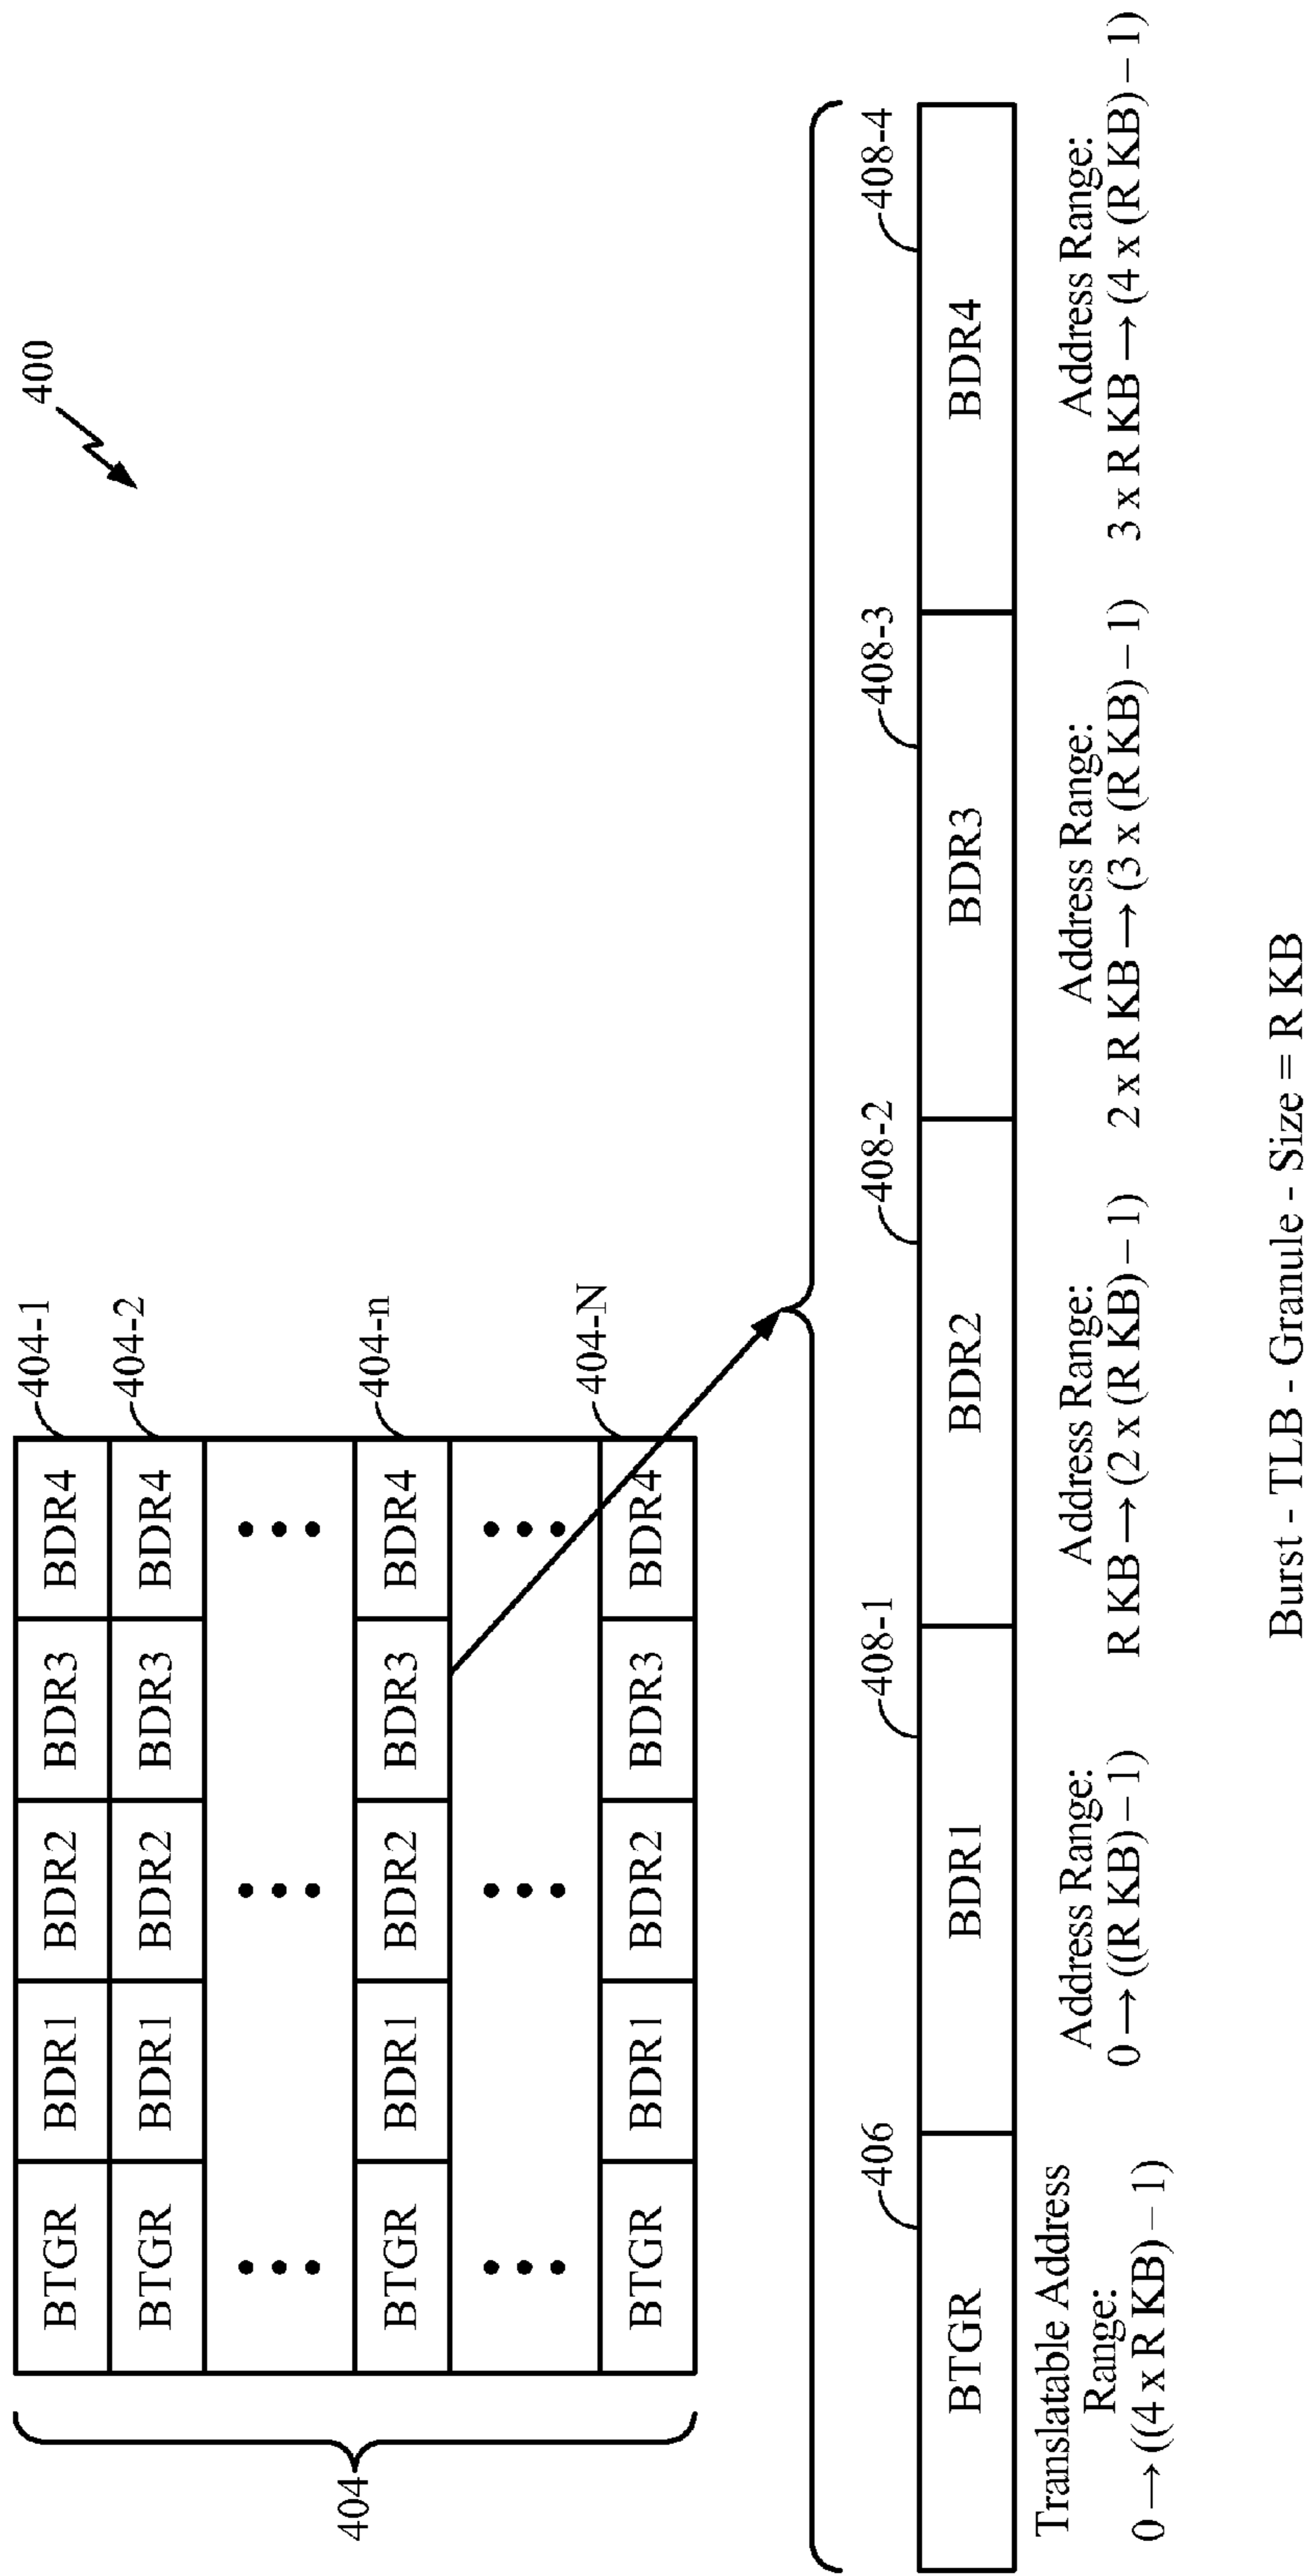 400
404
BTGR BDR1 BDR2 BDR3 BDR4 404-1
BTGR BDR1 BDR2 BDR3 BDR4 404-2
BTGR BDR1 BDR2 BDR3 BDR4 404-n
BTGR BDR1 BDR2 BDR3 BDR4 404-N
406 408-1 408-2 408-3 408-4
BTGR BDR1 BDR2 BDR3 BDR4
Translatable Address
Range:
0 → ((4 x R KB) – 1)
Address Range:
0 → ((R KB) – 1)
Address Range:
R KB → (2 x (R KB) – 1)
Address Range:
2 x R KB → (3 x (R KB) – 1)
Address Range:
3 x R KB → (4 x (R KB) – 1)
Burst - TLB - Granule - Size = R KB